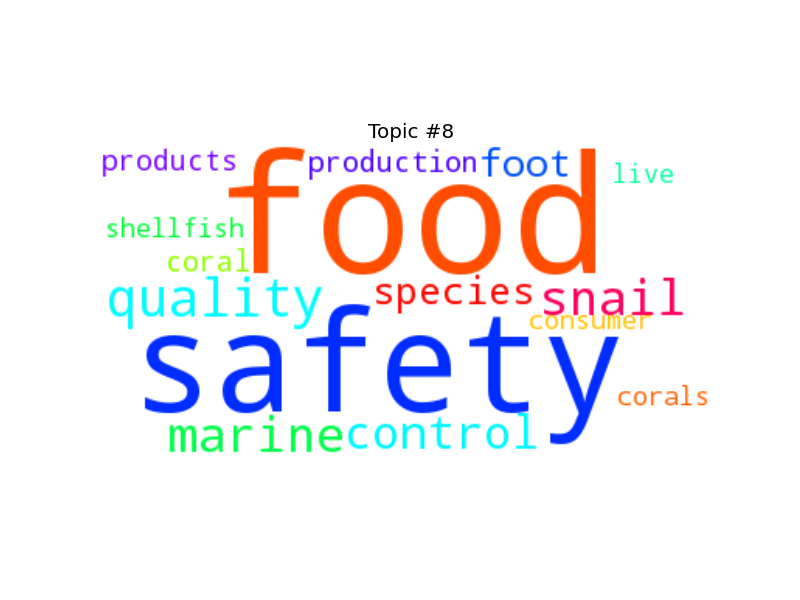 Topic #8
products production foot live
food
shellfish
coral
quality species snail
consumer
safety
corals
marine control